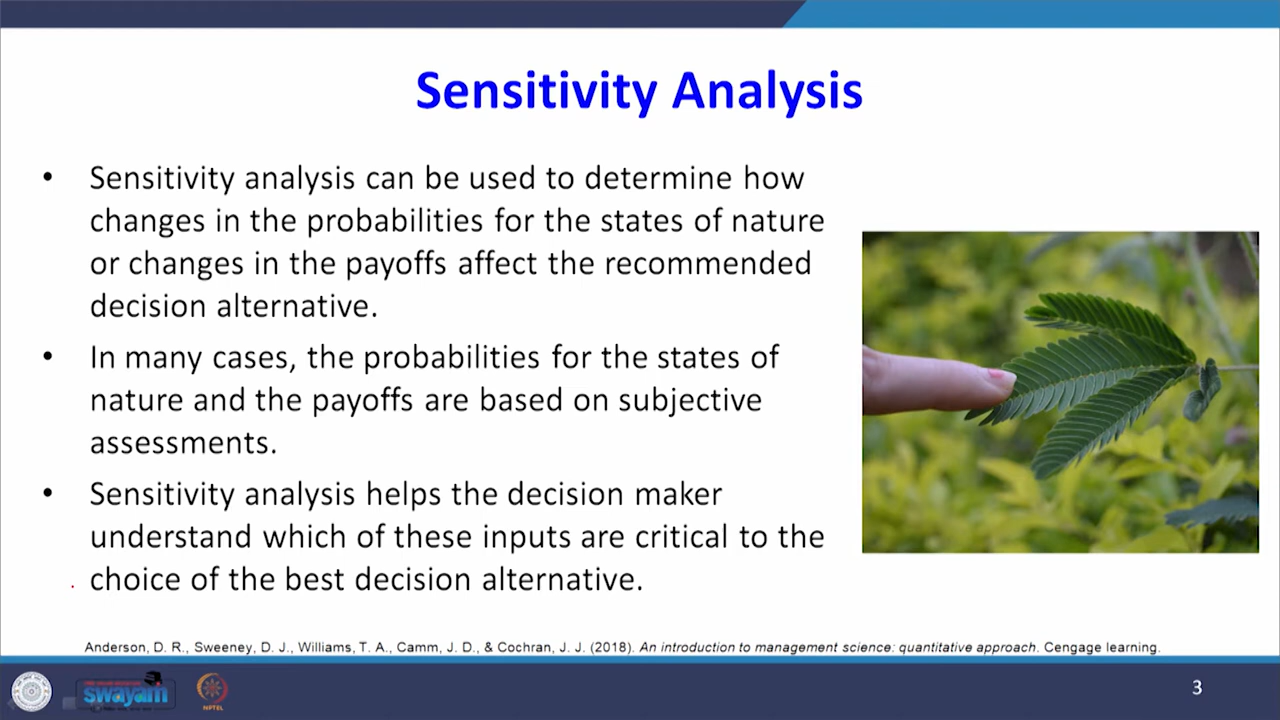 Sensitivity Analysis
• Sensitivity analysis can be used to determine how
changes in the probabilities for the states of nature
or changes in the payoffs affect the recommended
decision alternative.
• In many cases, the probabilities for the states of
nature and the payoffs are based on subjective
assessments.
• Sensitivity analysis helps the decision maker
understand which of these inputs are critical to the
choice of the best decision alternative.
Anderson, D. R., Sweeney, D. J., Williams, T. A., Camm, J. D., & Cochran, J. J. (2018). An introduction to management science: quantitative approach. Cengage learning.
swayam
NPTEL
3